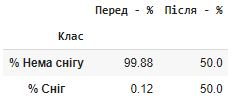 Перед - % Після - %
Клас
% Нема снігу 99.88 50.0
% Сніг 0.12 50.0